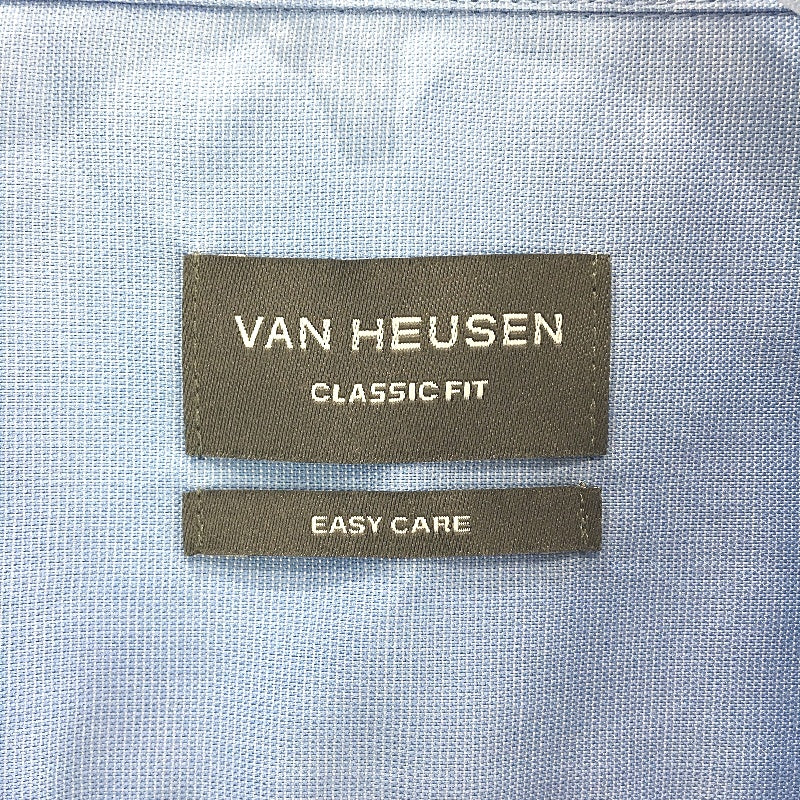 VAN HEUSEN
CLASSIC FIT
EASY CARE